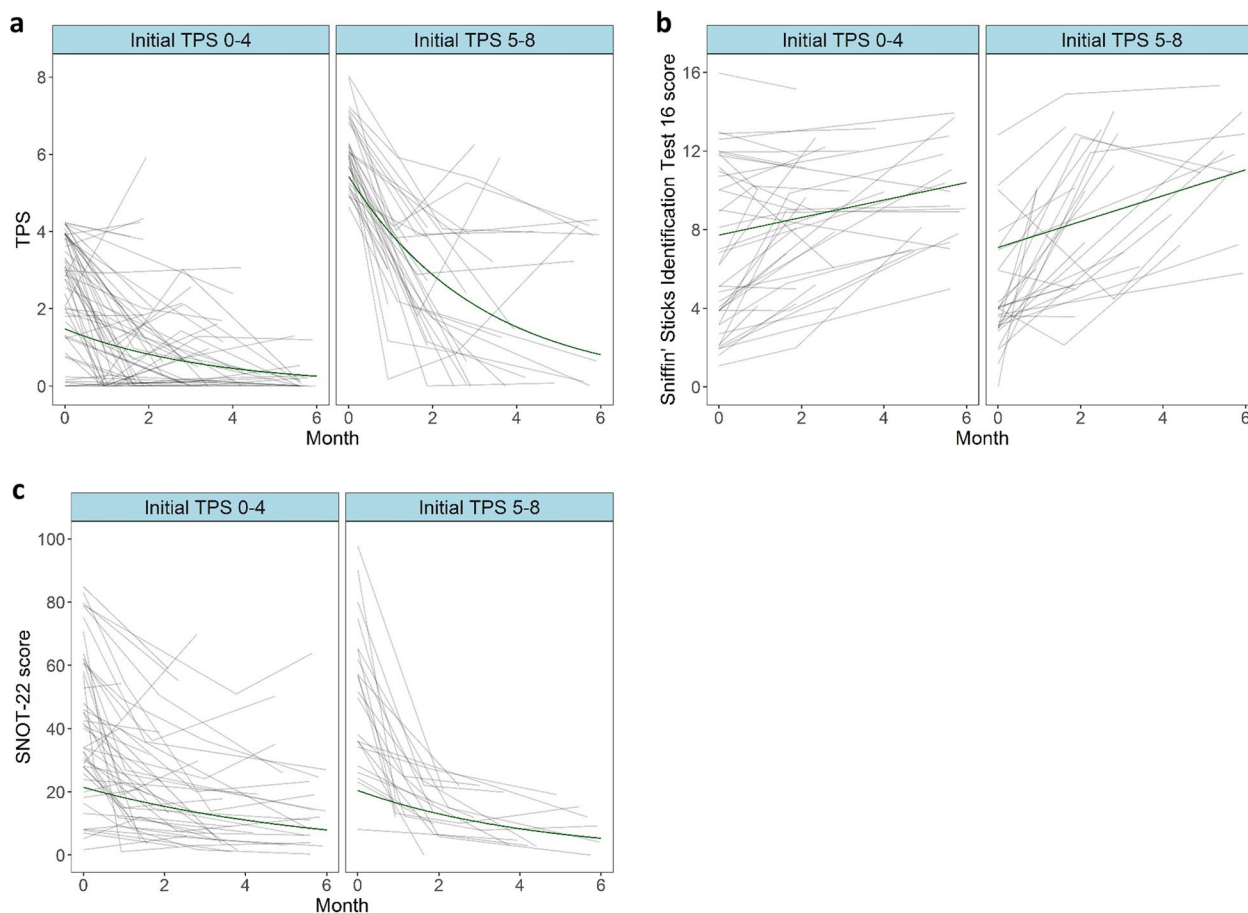 a
Initial TPS 0-4 Initial TPS 5-8
TPS
8
6
4
2
0
0 2 4 6 0 2 4 6
Month
b
Initial TPS 0-4 Initial TPS 5-8
Sniffin' Sticks Identification Test 16 score
16
12
8
4
0
0 2 4 6 0 2 4 6
Month
c
Initial TPS 0-4 Initial TPS 5-8
SNOT-22 score
100
80
60
40
20
0
0 2 4 6 0 2 4 6
Month